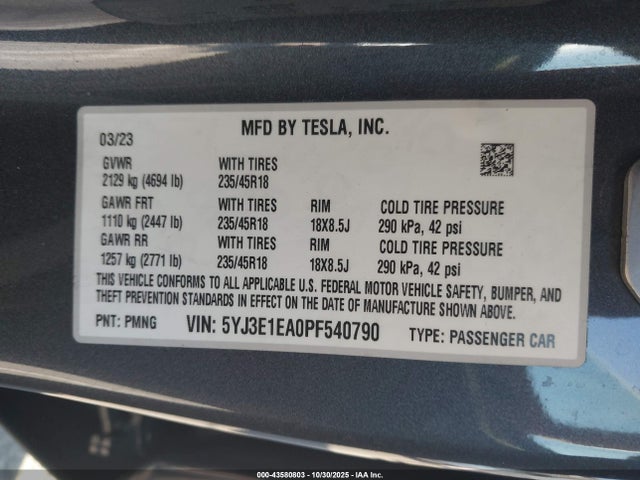 MFD BY TESLA, INC.
03/23
GVWR WITH TIRES
2129 kg (4694 lb) 235/45R18
GAWR FRT WITH TIRES RIM COLD TIRE PRESSURE
1110 kg (2447 lb) 235/45R18 18X8.5J 290 kPa, 42 psi
GAWR RR WITH TIRES RIM COLD TIRE PRESSURE
1257 kg (2771 lb) 235/45R18 18X8.5J 290 kPa, 42 psi
THIS VEHICLE CONFORMS TO ALL APPLICABLE U.S. FEDERAL MOTOR VEHICLE SAFETY, BUMPER, AND
THEFT PREVENTION STANDARDS IN EFFECT ON THE DATE OF MANUFACTURE SHOWN ABOVE.
PNT: PMNG VIN: 5YJ3E1EA0PF540790 TYPE: PASSENGER CAR
000-43580803 - 10/30/2025 - IAA Inc.